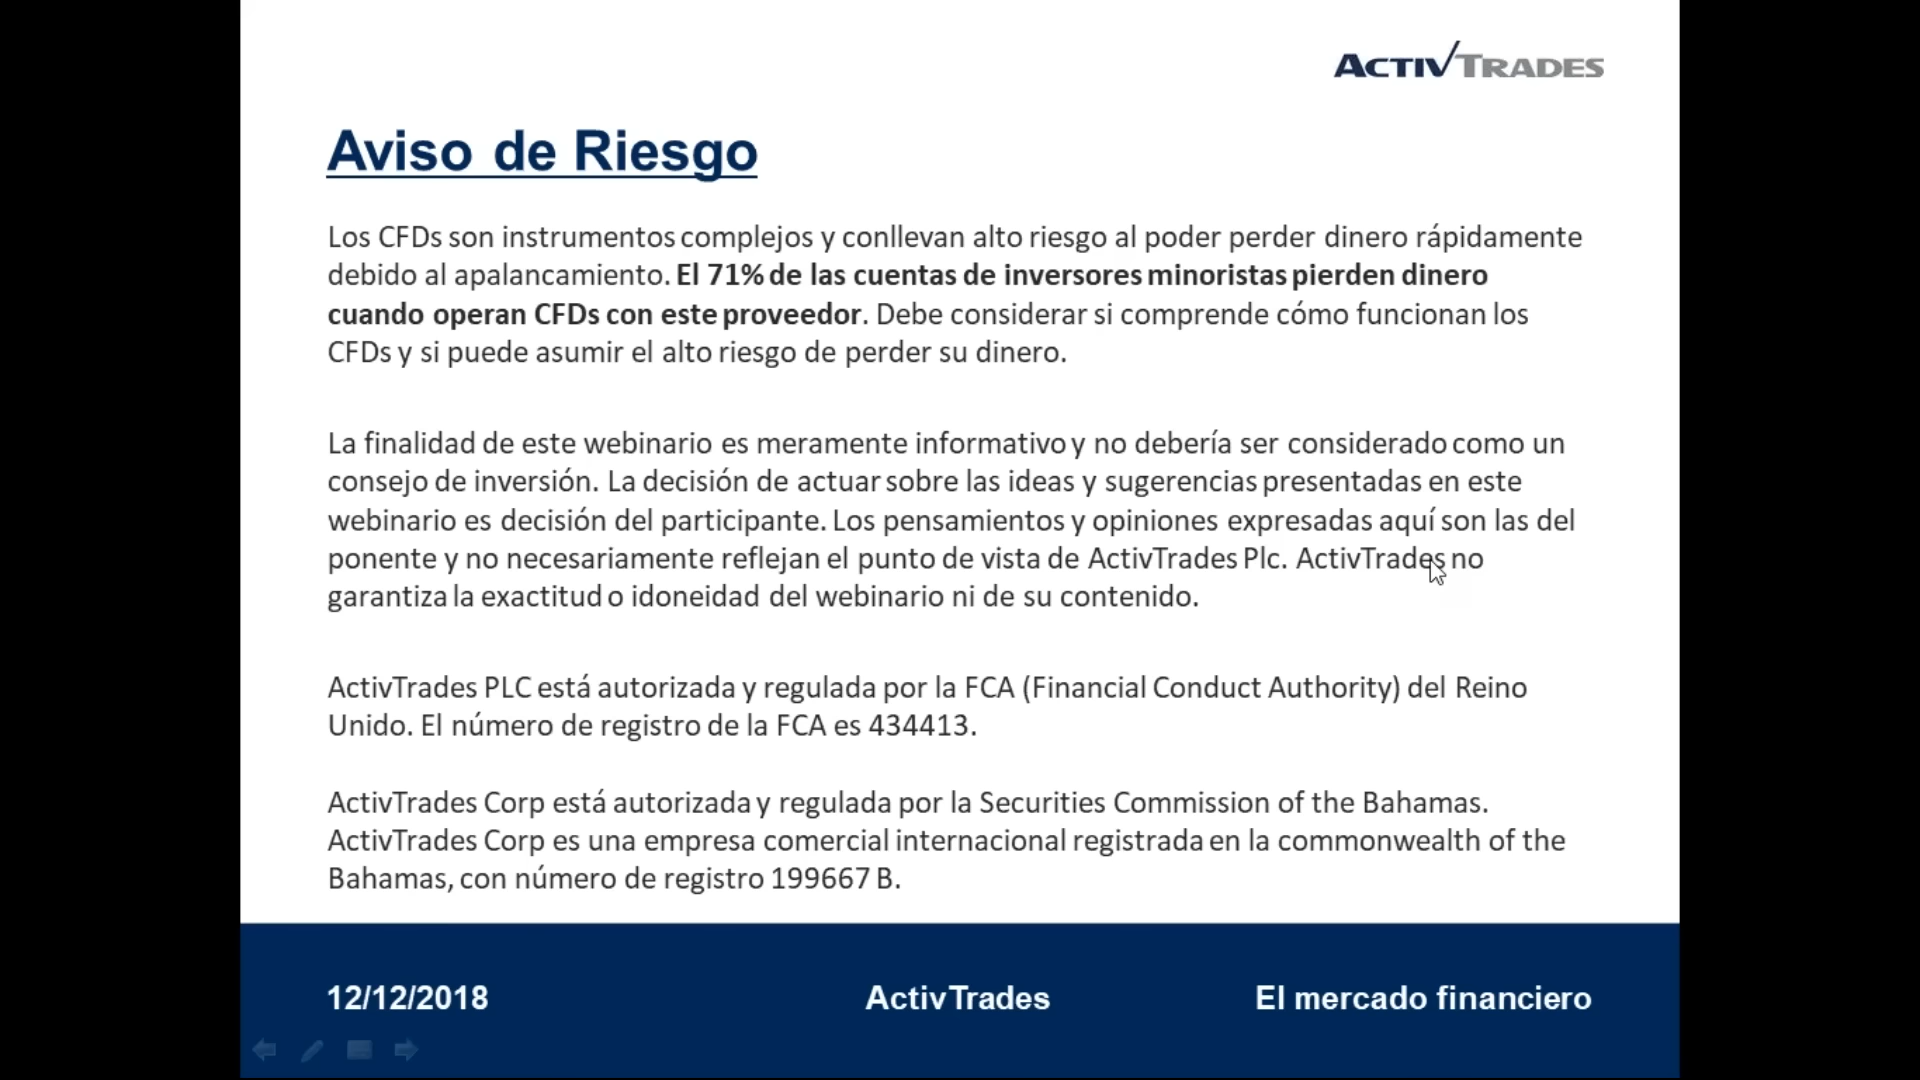 ACTIVTRADES
Aviso de Riesgo
Los CFDs son instrumentos complejos y conllevan alto riesgo al poder perder dinero rápidamente
debido al apalancamiento. El 71% de las cuentas de inversores minoristas pierden dinero
cuando operan CFDs con este proveedor. Debe considerar si comprende cómo funcionan los
CFDs y si puede asumir el alto riesgo de perder su dinero.
La finalidad de este webinario es meramente informativo y no debería ser considerado como un
consejo de inversión. La decisión de actuar sobre las ideas y sugerencias presentadas en este
webinario es decisión del participante. Los pensamientos y opiniones expresadas aquí son las del
ponente y no necesariamente reflejan el punto de vista de ActivTrades Plc. ActivTrades no
garantiza la exactitud o idoneidad del webinario ni de su contenido.
ActivTrades PLC está autorizada y regulada por la FCA (Financial Conduct Authority) del Reino
Unido. El número de registro de la FCA es 434413.
ActivTrades Corp está autorizada y regulada por la Securities Commission of the Bahamas.
ActivTrades Corp es una empresa comercial internacional registrada en la commonwealth of the
Bahamas, con número de registro 199667 B.
12/12/2018
ActivTrades
El mercado financiero